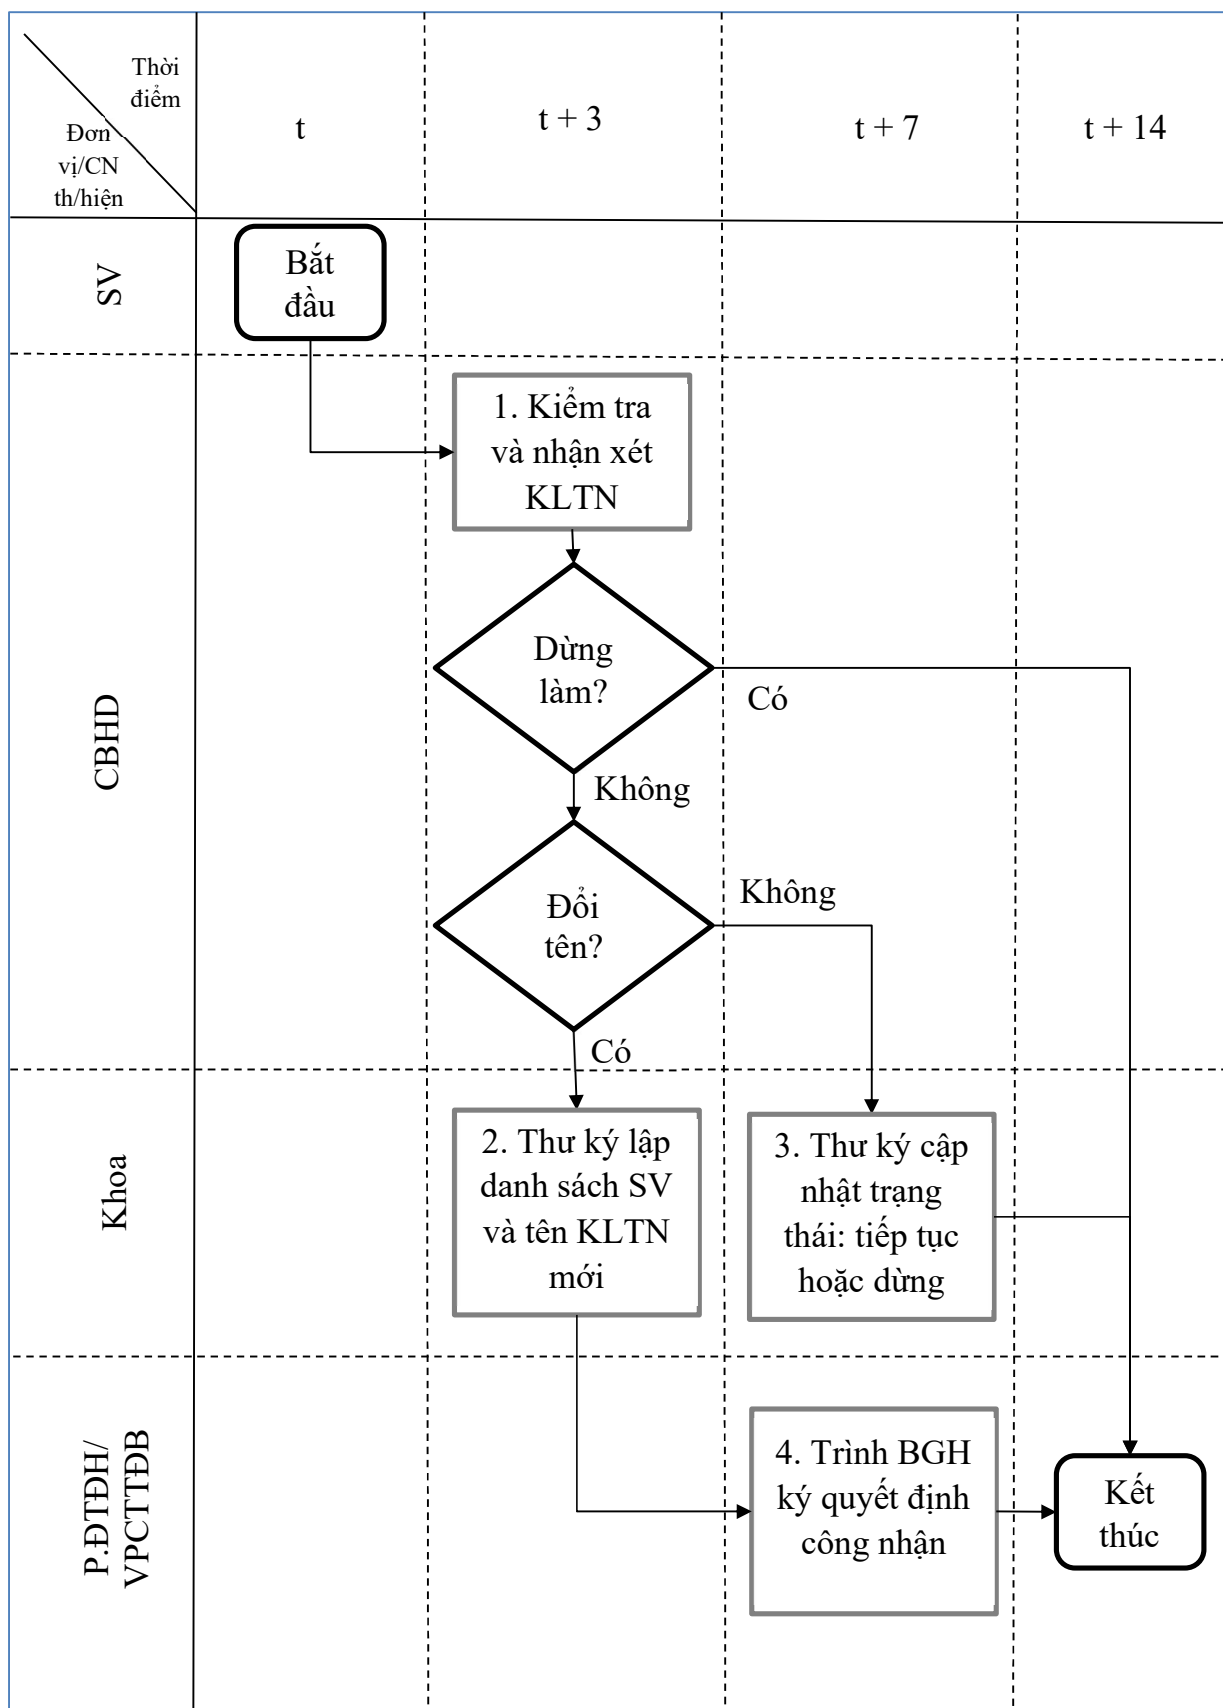 Thời
điểm
Đơn
vị/CN
th/hiện
t
t + 3
t + 7
t + 14
SV
Bắt
đầu
CBHD
1. Kiểm tra
và nhận xét
KLTN
Dừng
làm?
Có
Không
Đổi
tên?
Không
Có
Khoa
2. Thư ký lập
danh sách SV
và tên KLTN
mới
3. Thư ký cập
nhật trạng
thái: tiếp tục
hoặc dừng
P.ĐTĐH/
VPCTTĐB
4. Trình BGH
ký quyết định
công nhận
Kết
thúc